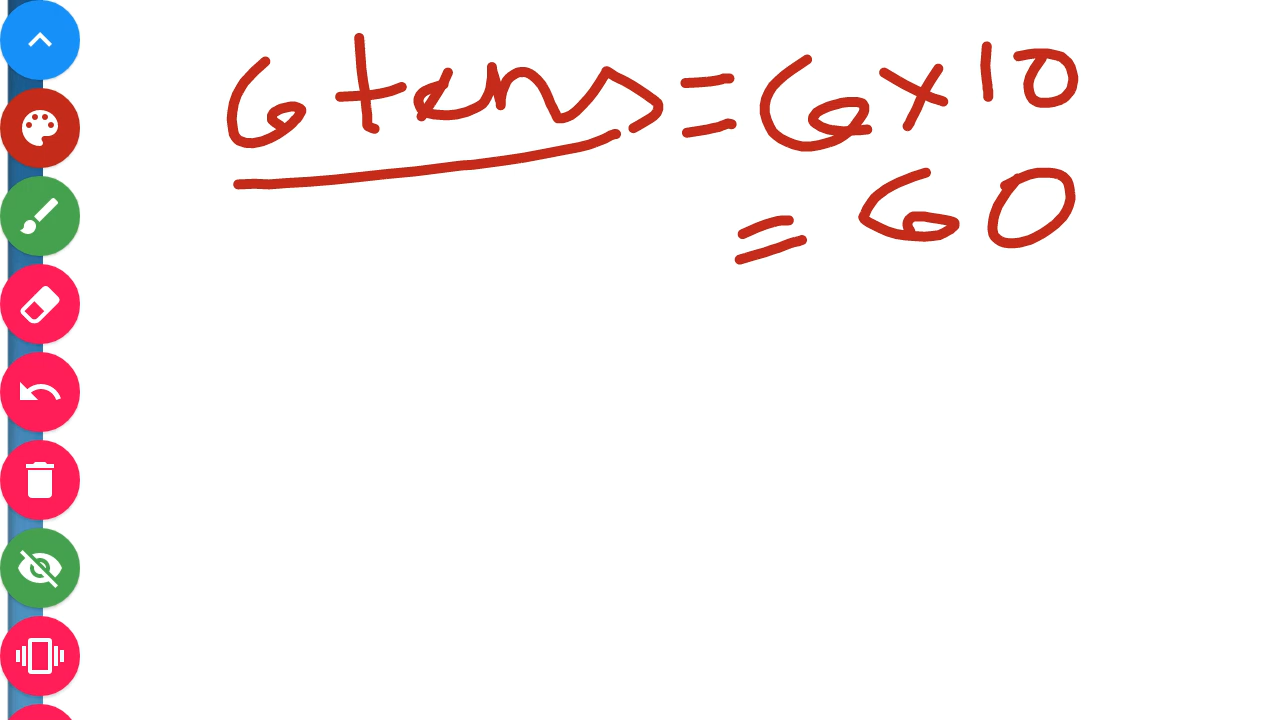 6 tens = 6 x 10
= 60